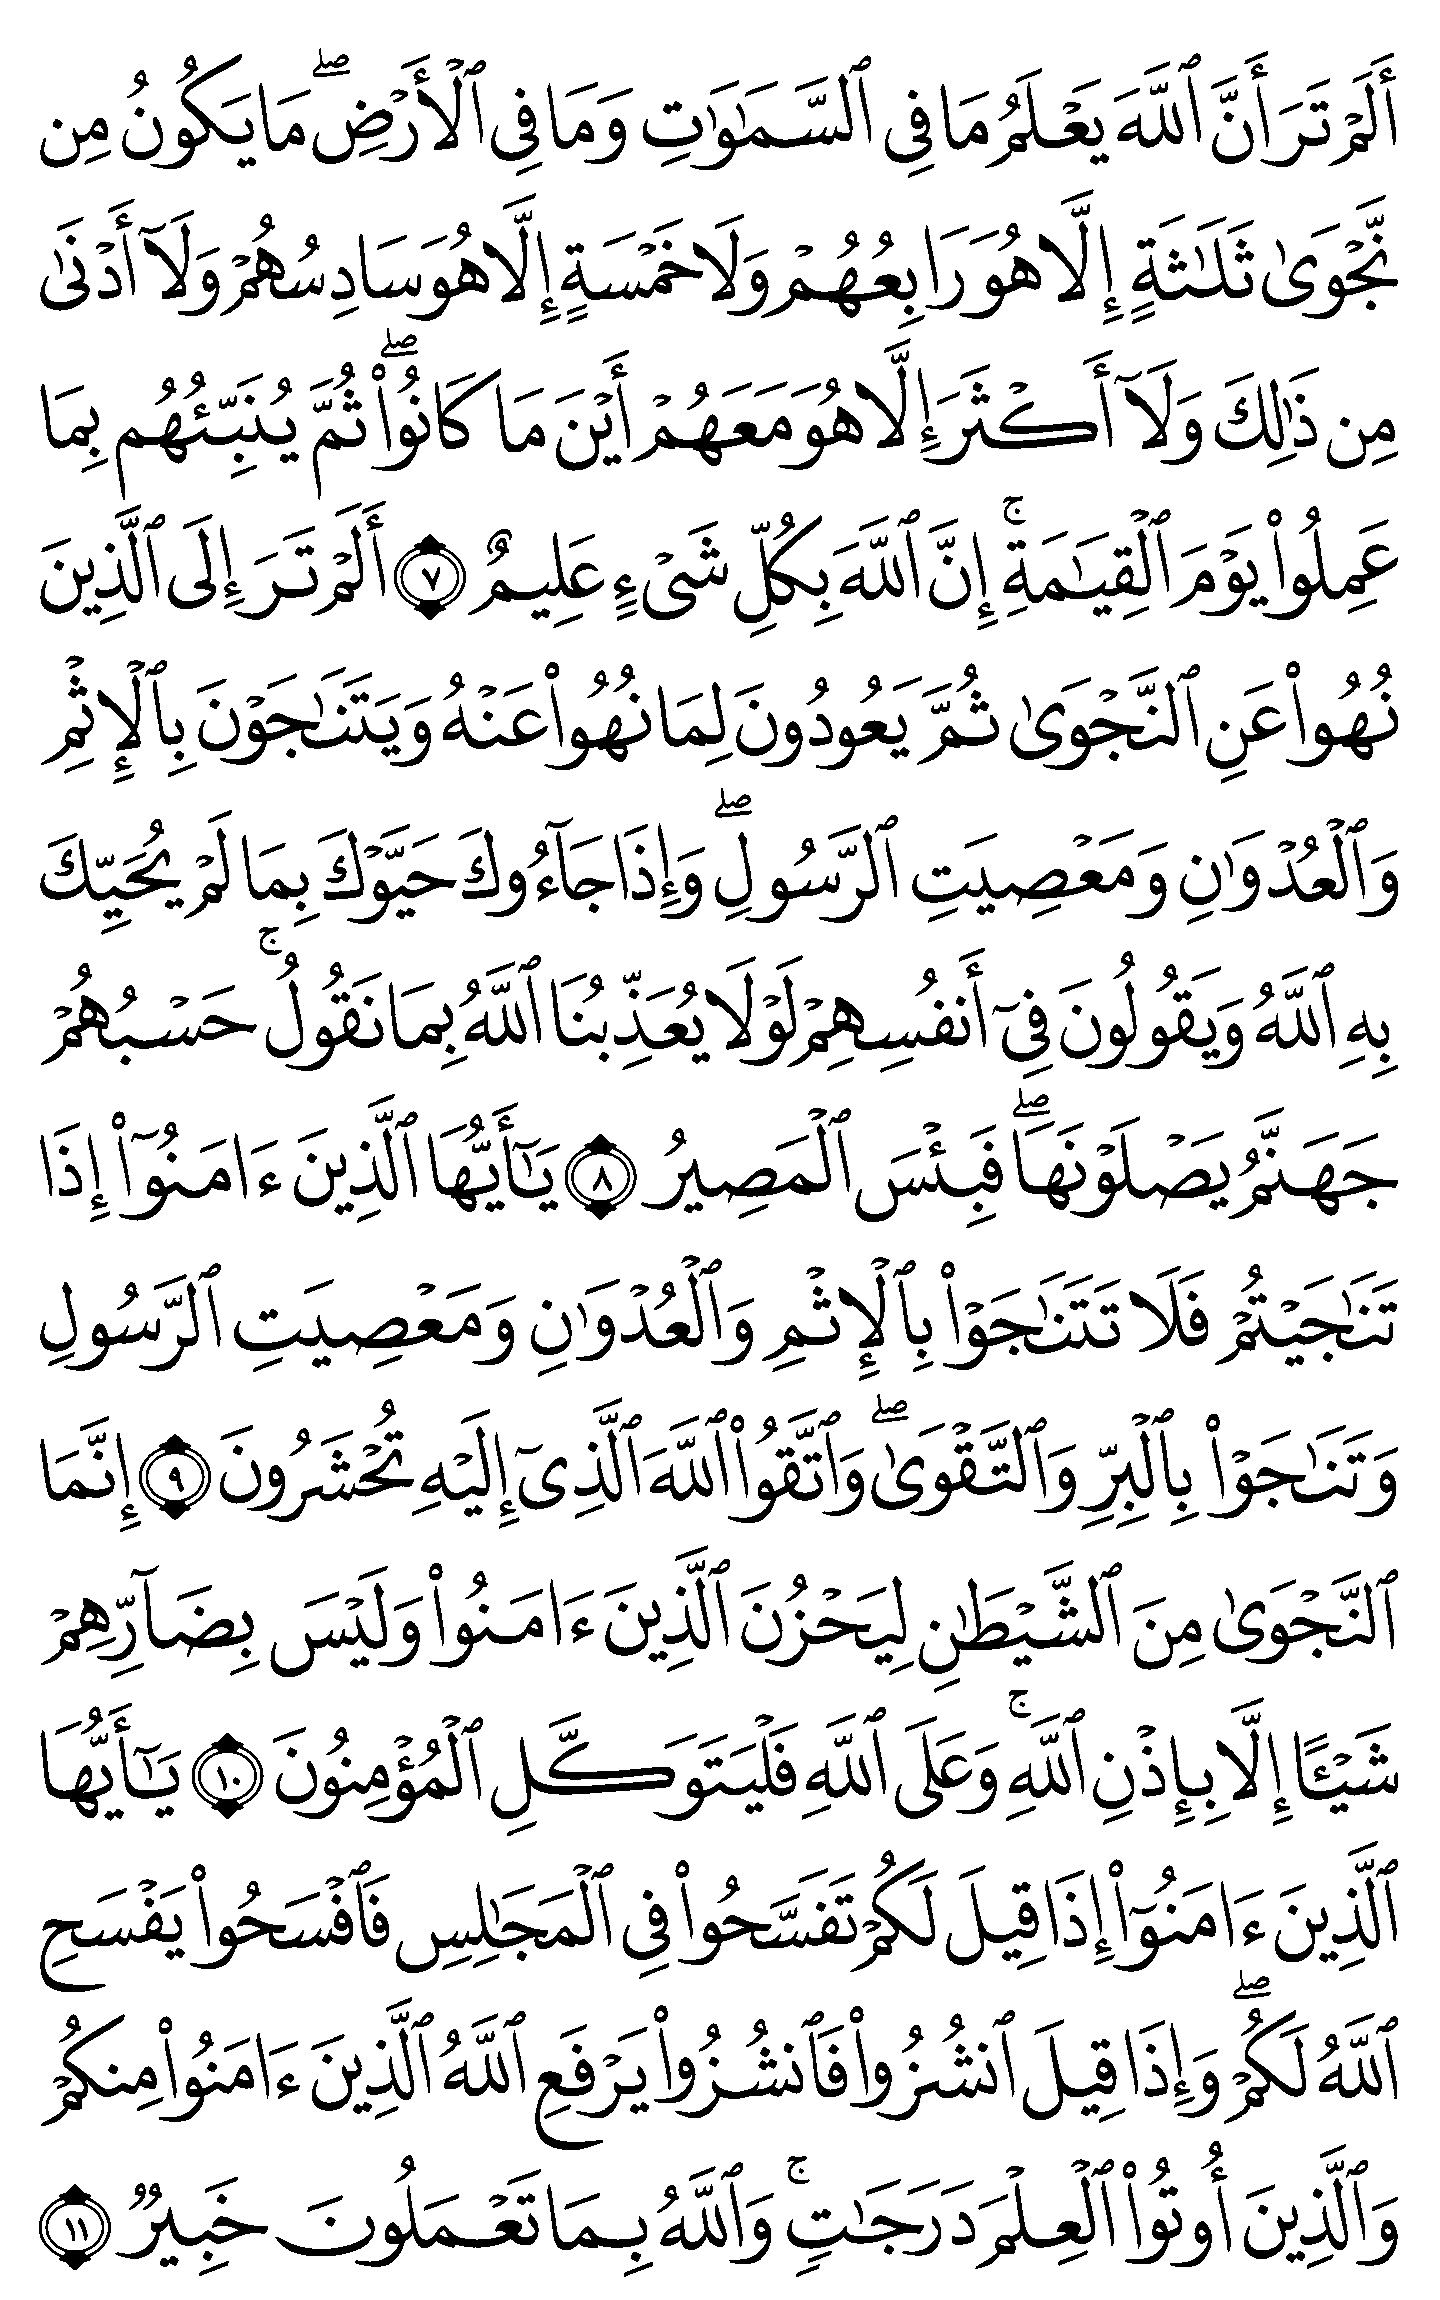 أَلَمۡ تَرَ أَنَّ ٱللَّهَ يَعۡلَمُ مَا فِي ٱلسَّمَٰوَٰتِ وَمَا فِي ٱلۡأَرۡضِۖ مَا يَكُونُ مِن
نَّجۡوَىٰ ثَلَٰثَةٍ إِلَّا هُوَ رَابِعُهُمۡ وَلَا خَمۡسَةٍ إِلَّا هُوَ سَادِسُهُمۡ وَلَآ أَدۡنَىٰ
مِن ذَٰلِكَ وَلَآ أَكۡثَرَ إِلَّا هُوَ مَعَهُمۡ أَيۡنَ مَا كَانُواْۖ ثُمَّ يُنَبِّئُهُم بِمَا
عَمِلُواْ يَوۡمَ ٱلۡقِيَٰمَةِۚ إِنَّ ٱللَّهَ بِكُلِّ شَيۡءٍ عَلِيمٌ ٧ أَلَمۡ تَرَ إِلَى ٱلَّذِينَ
نُهُواْ عَنِ ٱلنَّجۡوَىٰ ثُمَّ يَعُودُونَ لِمَا نُهُواْ عَنۡهُ وَيَتَنَٰجَوۡنَ بِٱلۡإِثۡمِ
وَٱلۡعُدۡوَٰنِ وَمَعۡصِيَتِ ٱلرَّسُولِۖ وَإِذَا جَآءُوكَ حَيَّوۡكَ بِمَا لَمۡ يُحَيِّكَ
بِهِ ٱللَّهُ وَيَقُولُونَ فِيٓ أَنفُسِهِمۡ لَوۡلَا يُعَذِّبُنَا ٱللَّهُ بِمَا نَقُولُۚ حَسۡبُهُمۡ
جَهَنَّمُ يَصۡلَوۡنَهَاۖ فَبِئۡسَ ٱلۡمَصِيرُ ٨ يَٰٓأَيُّهَا ٱلَّذِينَ ءَامَنُوٓاْ إِذَا
تَنَٰجَيۡتُمۡ فَلَا تَتَنَٰجَوۡاْ بِٱلۡإِثۡمِ وَٱلۡعُدۡوَٰنِ وَمَعۡصِيَتِ ٱلرَّسُولِ
وَتَنَٰجَوۡاْ بِٱلۡبِرِّ وَٱلتَّقۡوَىٰۖ وَٱتَّقُواْ ٱللَّهَ ٱلَّذِيٓ إِلَيۡهِ تُحۡشَرُونَ ٩ إِنَّمَا
ٱلنَّجۡوَىٰ مِنَ ٱلشَّيۡطَٰنِ لِيَحۡزُنَ ٱلَّذِينَ ءَامَنُواْ وَلَيۡسَ بِضَآرِّهِمۡ
شَيۡـًٔا إِلَّا بِإِذۡنِ ٱللَّهِۚ وَعَلَى ٱللَّهِ فَلۡيَتَوَكَّلِ ٱلۡمُؤۡمِنُونَ ١٠ يَٰٓأَيُّهَا
ٱلَّذِينَ ءَامَنُوٓاْ إِذَا قِيلَ لَكُمۡ تَفَسَّحُواْ فِي ٱلۡمَجَٰلِسِ فَٱفۡسَحُواْ يَفۡسَحِ
ٱللَّهُ لَكُمۡۖ وَإِذَا قِيلَ ٱنشُزُواْ فَٱنشُزُواْ يَرۡفَعِ ٱللَّهُ ٱلَّذِينَ ءَامَنُواْ مِنكُمۡ
وَٱلَّذِينَ أُوتُواْ ٱلۡعِلۡمَ دَرَجَٰتٍۚ وَٱللَّهُ بِمَا تَعۡمَلُونَ خَبِيرٌ ١١